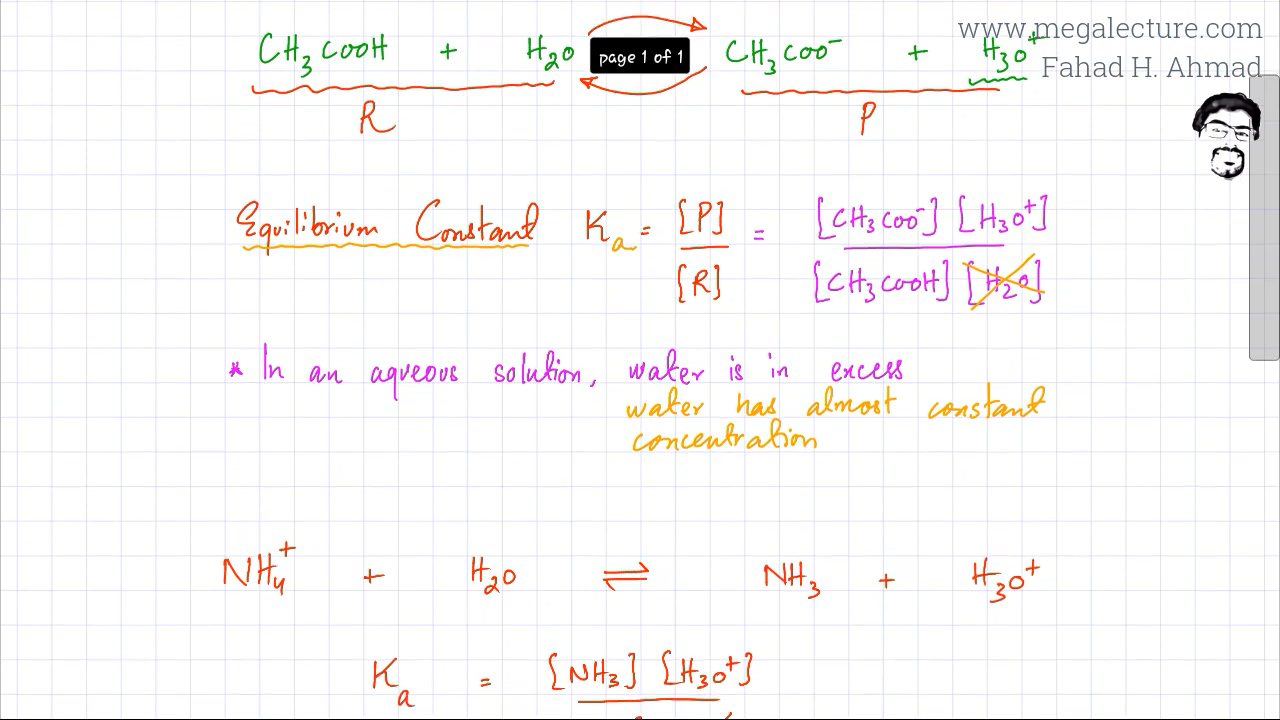 www.megalecture.com
CH3COOH + H2O page 1 of 1 CH3COO- + H3O+
Fahad H. Ahmad
R P
Equilibrium Constant Ka = [P] / [R] = [CH3COO-] [H3O+] / [CH3COOH] [H2O]
* In an aqueous solution, water is in excess
water has almost constant
concentration
NH4+ + H2O ⇌ NH3 + H3O+
Ka = [NH3] [H3O+]